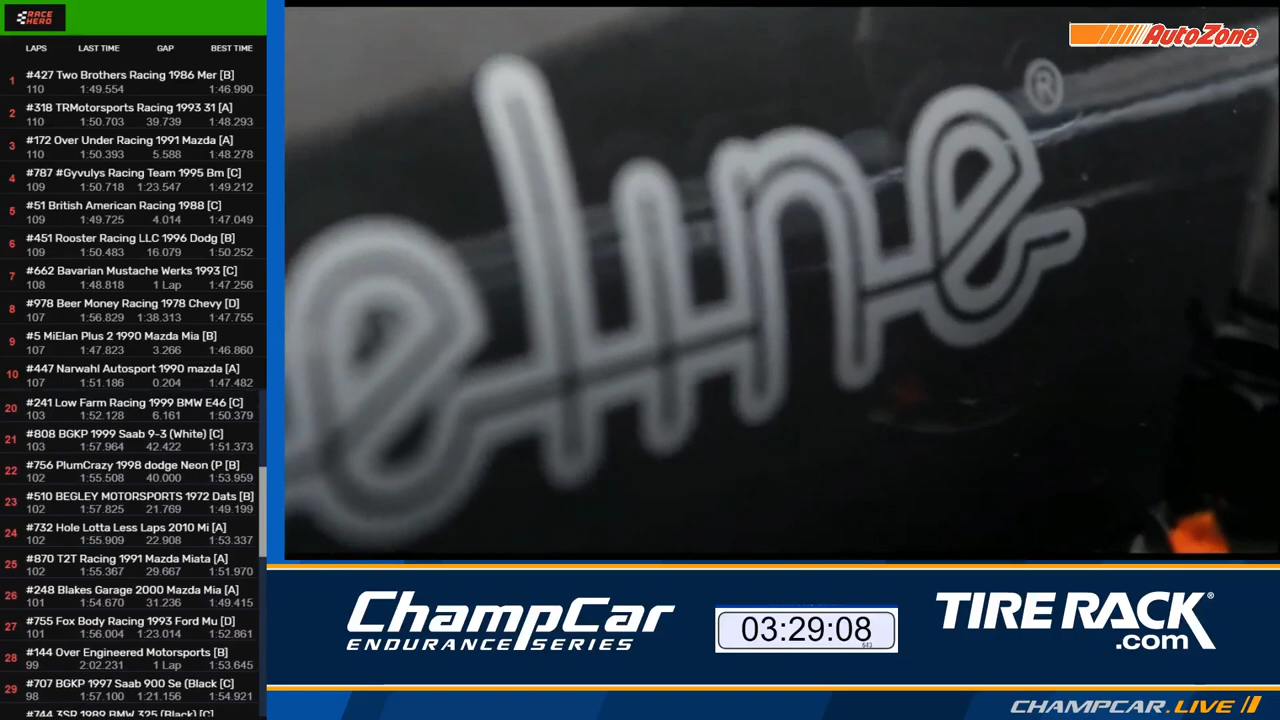 RACE HERO
LAPS LAST TIME GAP BEST TIME
1 #427 Two Brothers Racing 1986 Mer [B]
110 1:49.554 1:46.990
2 #318 TRMotorsports Racing 1993 31 [A]
110 1:50.703 39.739 1:48.293
3 #172 Over Under Racing 1991 Mazda [A]
110 1:50.393 5.588 1:48.278
4 #787 #Gyvulys Racing Team 1995 Bm [C]
109 1:50.718 1:23.547 1:49.212
5 #51 British American Racing 1988 [C]
109 1:49.725 4.014 1:47.049
6 #451 Rooster Racing LLC 1996 Dodg [B]
109 1:50.483 16.079 1:50.252
7 #662 Bavarian Mustache Werks 1993 [C]
108 1:48.818 1 Lap 1:47.256
8 #978 Beer Money Racing 1978 Chevy [D]
107 1:56.829 1:38.313 1:47.755
9 #5 MiElan Plus 2 1990 Mazda Mia [B]
107 1:47.823 3.266 1:46.860
10 #447 Narwahl Autosport 1990 mazda [A]
107 1:51.186 0.204 1:47.482
20 #241 Low Farm Racing 1999 BMW E46 [C]
103 1:52.128 6.161 1:50.379
21 #808 BGKP 1999 Saab 9-3 (White) [C]
103 1:57.964 42.422 1:51.373
22 #756 PlumCrazy 1998 dodge Neon (P [B]
102 1:55.508 40.000 1:53.959
23 #510 BEGLEY MOTORSPORTS 1972 Dats [B]
102 1:57.825 21.769 1:49.199
24 #732 Hole Lotta Less Laps 2010 Mi [A]
102 1:55.909 22.908 1:53.337
25 #870 T2T Racing 1991 Mazda Miata [A]
102 1:55.367 29.667 1:51.970
26 #248 Blakes Garage 2000 Mazda Mia [A]
101 1:54.670 31.236 1:49.415
27 #755 Fox Body Racing 1993 Ford Mu [D]
101 1:56.004 1:23.014 1:52.861
28 #144 Over Engineered Motorsports [B]
99 2:02.231 1 Lap 1:53.645
29 #707 BGKP 1997 Saab 900 Se (Black [C]
98 1:57.100 1:21.156 1:54.921
#744 3SR 1989 BMW 325 (Black) [C]
eline®
AutoZone
ChampCar
ENDURANCE SERIES
03:29:08
TIRE RACK®
.com
CHAMPCAR.LIVE